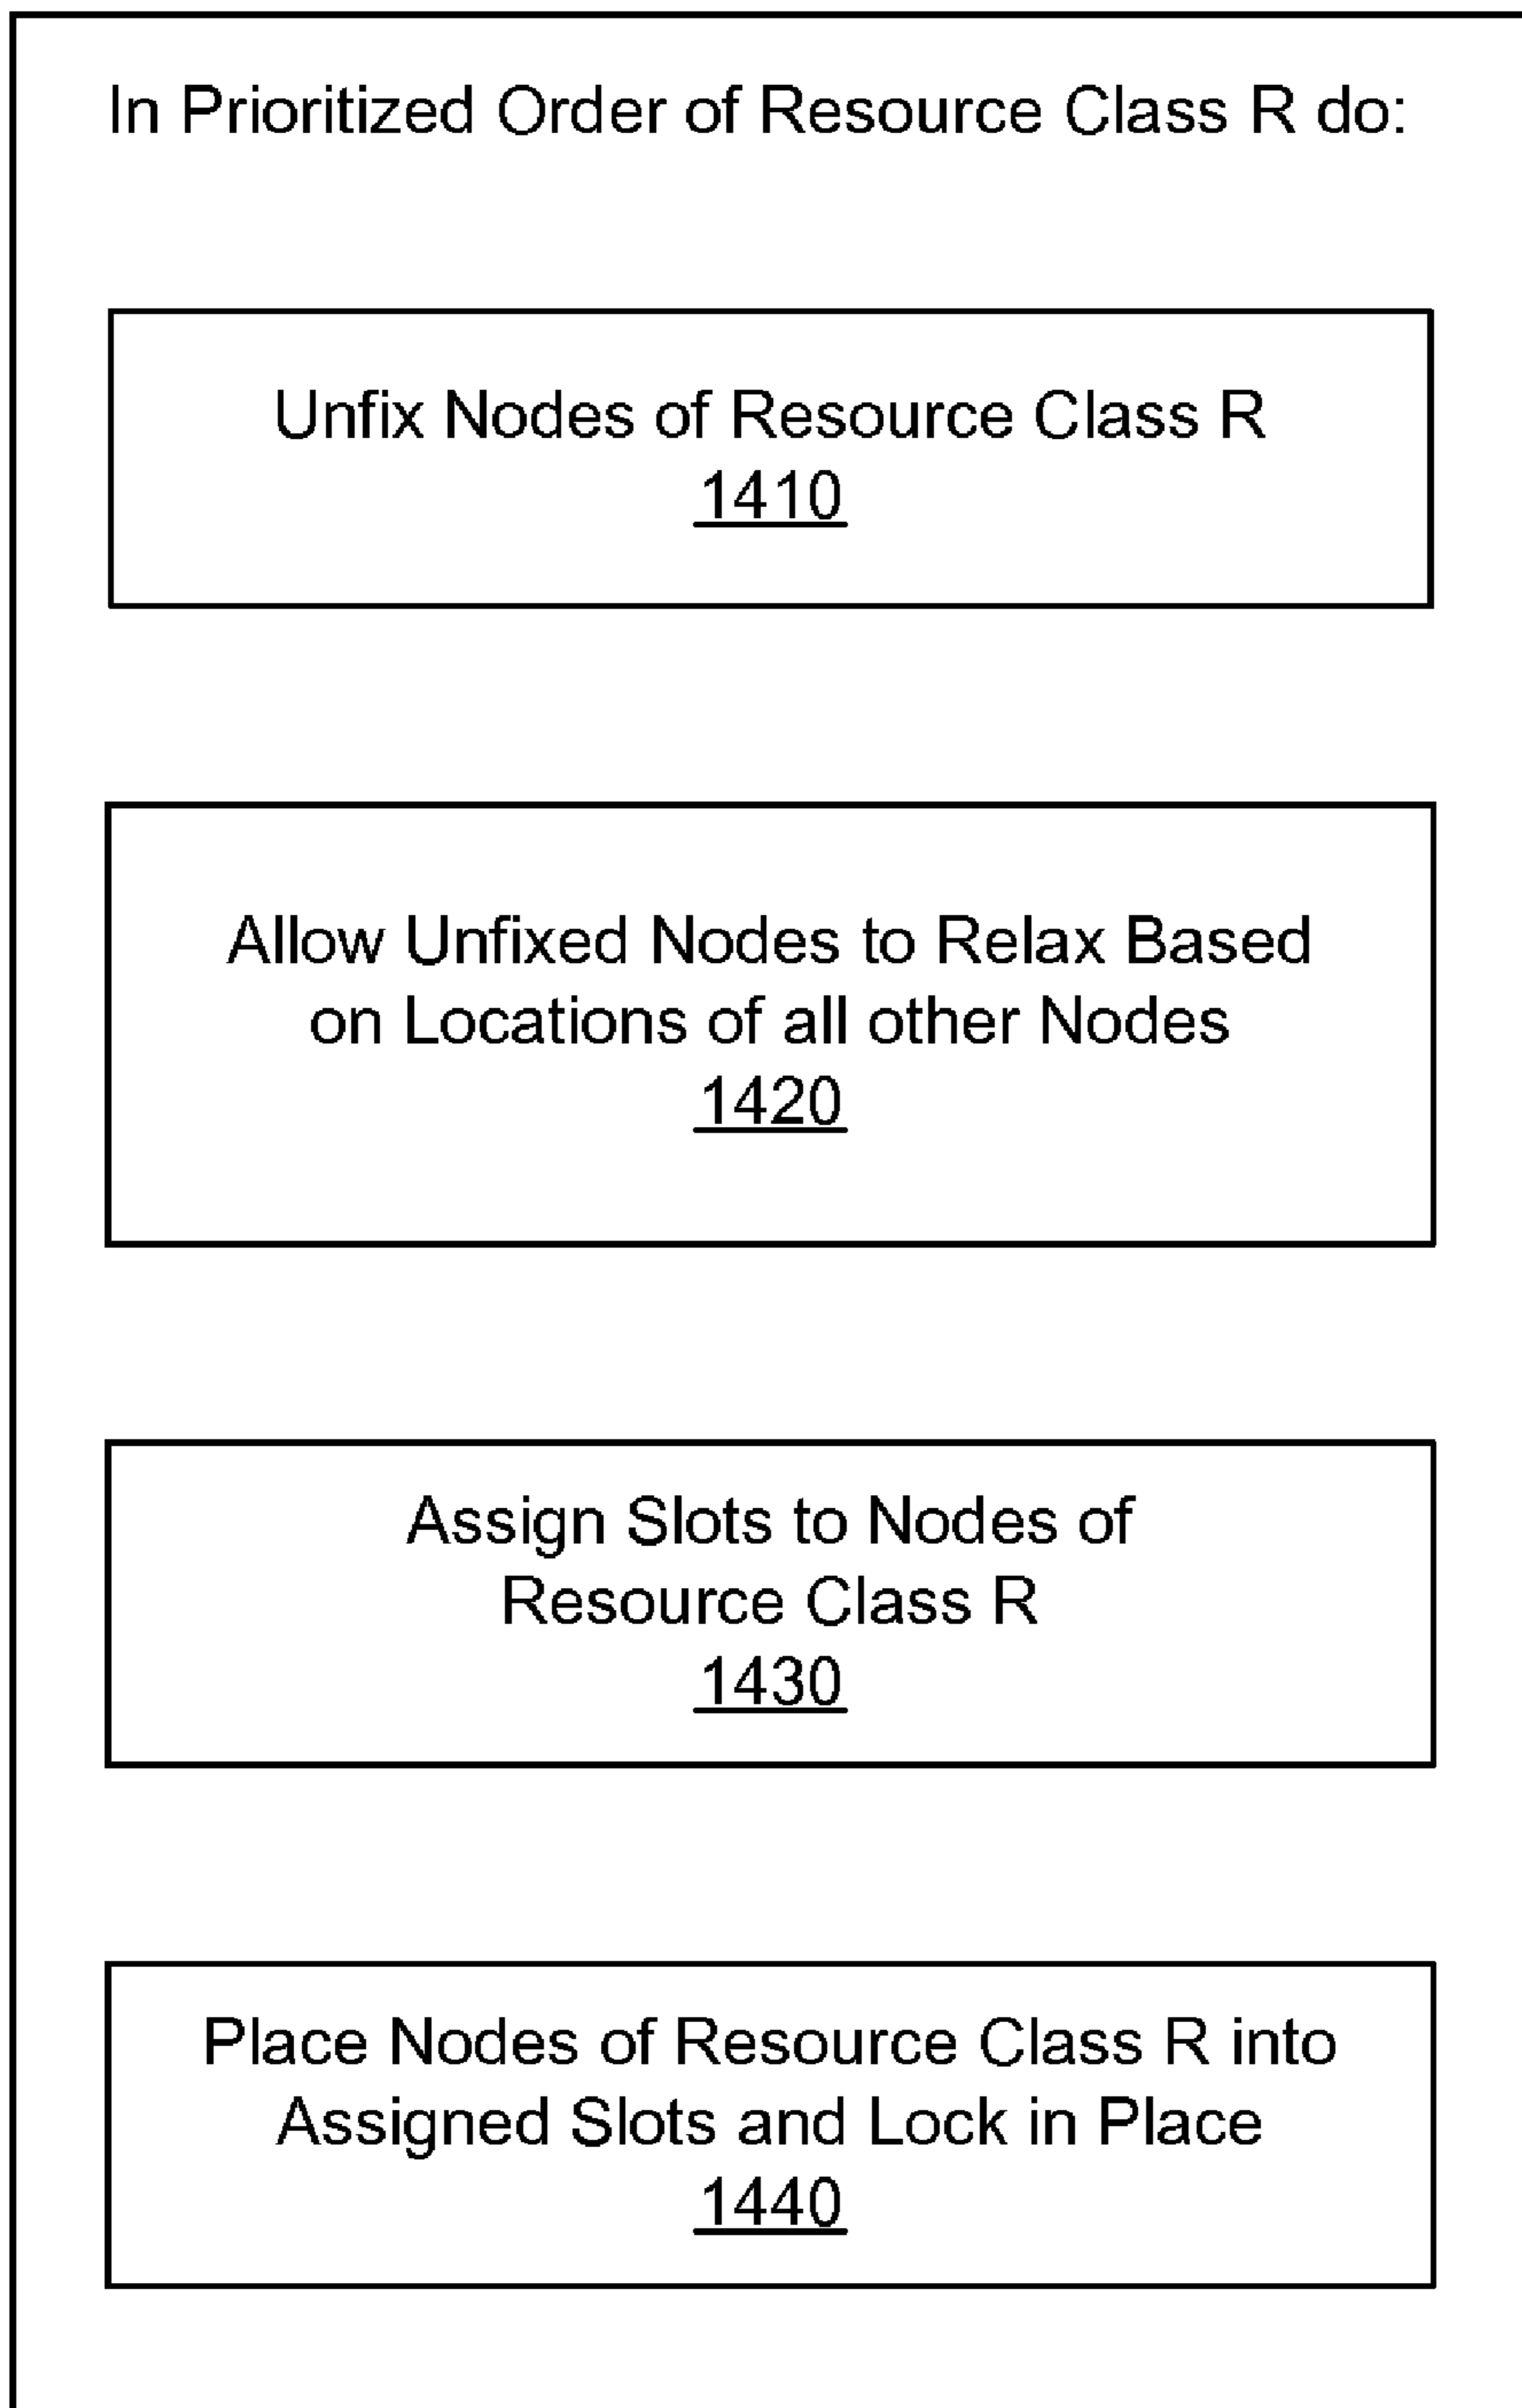 In Prioritized Order of Resource Class R do:
Unfix Nodes of Resource Class R
1410
Allow Unfixed Nodes to Relax Based
on Locations of all other Nodes
1420
Assign Slots to Nodes of
Resource Class R
1430
Place Nodes of Resource Class R into
Assigned Slots and Lock in Place
1440